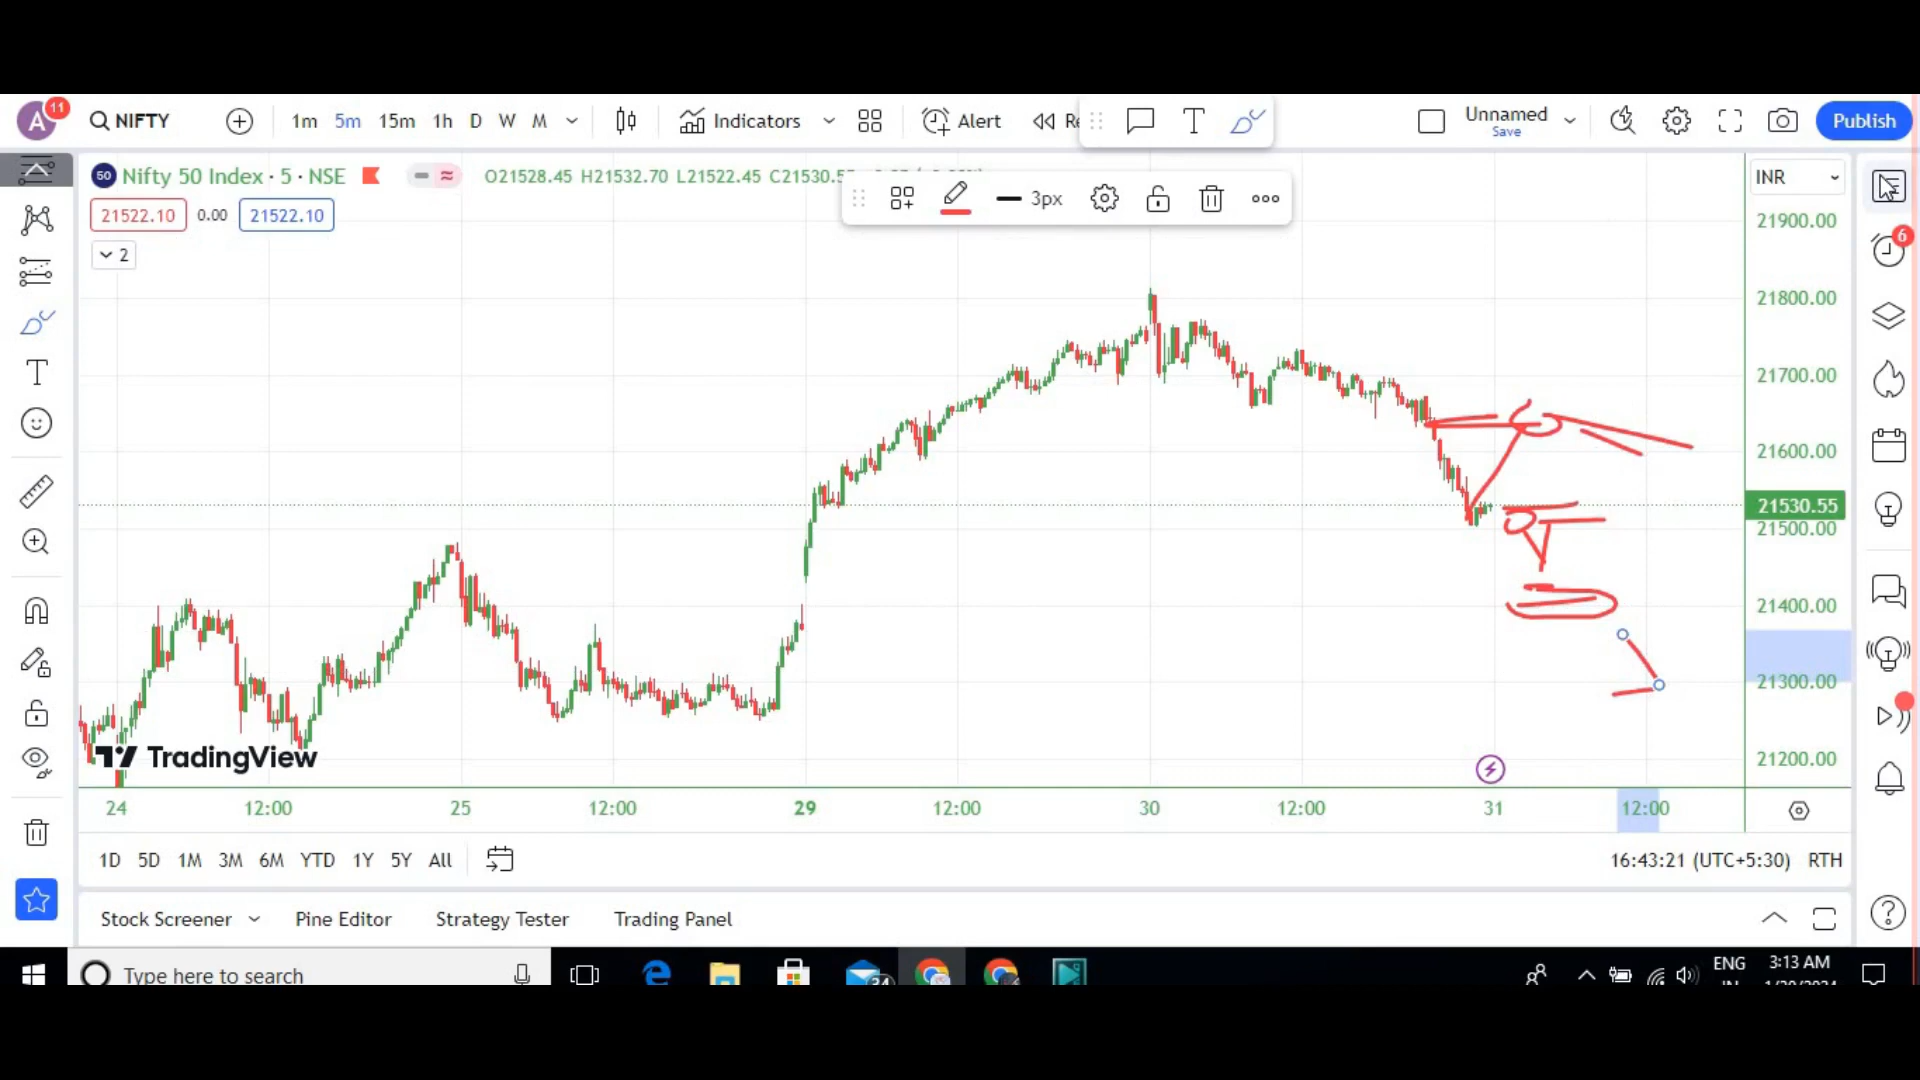 A 11 NIFTY 1m 5m 15m 1h D W M Indicators Alert Unnamed Publish
Save
50 Nifty 50 Index · 5 · NSE O21528.45 H21532.70 L21522.45 INR
3px
21522.10 0.00 21522.10
2
21900.00
6
21800.00
21700.00
21600.00
21530.55
21500.00
21400.00
21300.00
21200.00
TradingView
24 12:00 25 12:00 29 12:00 30 12:00 31 12:00
1D 5D 1M 3M 6M YTD 1Y 5Y All 16:43:21 (UTC+5:30) RTH
Stock Screener Pine Editor Strategy Tester Trading Panel
Type here to search ENG 3:13 AM